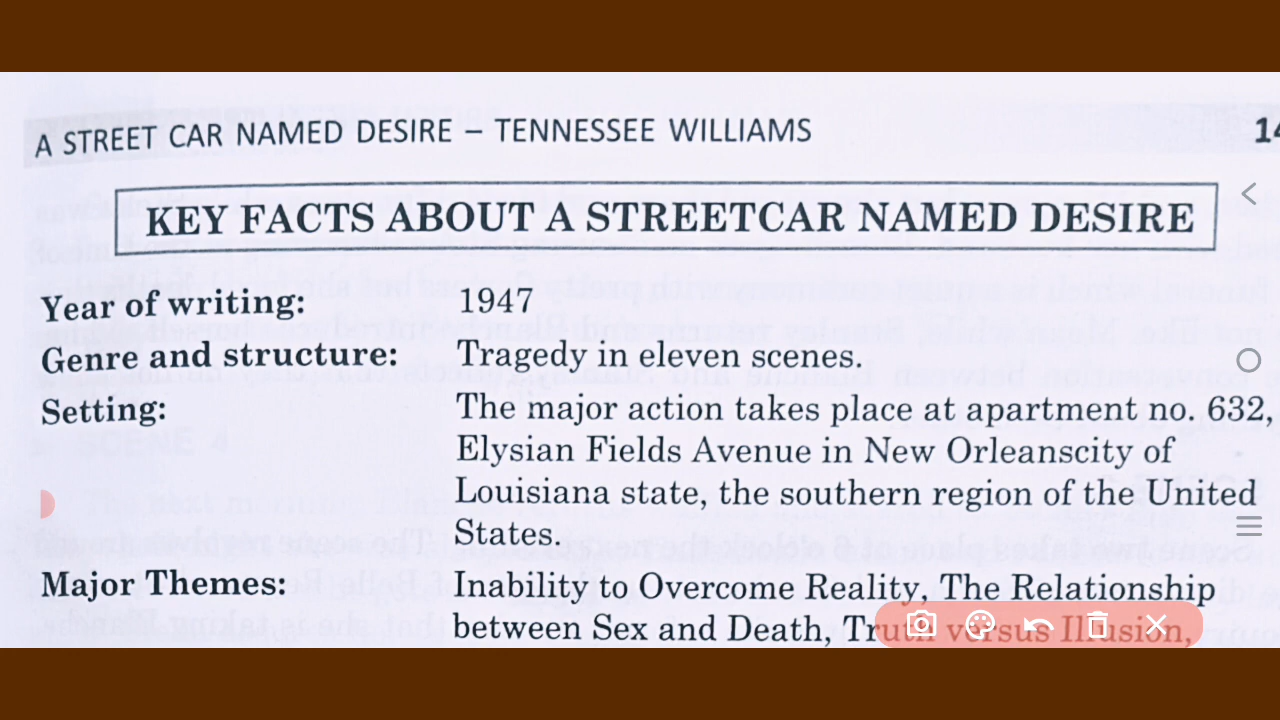 A STREET CAR NAMED DESIRE – TENNESSEE WILLIAMS
KEY FACTS ABOUT A STREETCAR NAMED DESIRE
Year of writing: 1947
Genre and structure: Tragedy in eleven scenes.
Setting: The major action takes place at apartment no. 632,
Elysian Fields Avenue in New Orleanscity of
Louisiana state, the southern region of the United
States.
Major Themes: Inability to Overcome Reality, The Relationship
between Sex and Death, Truth versus Illusion,